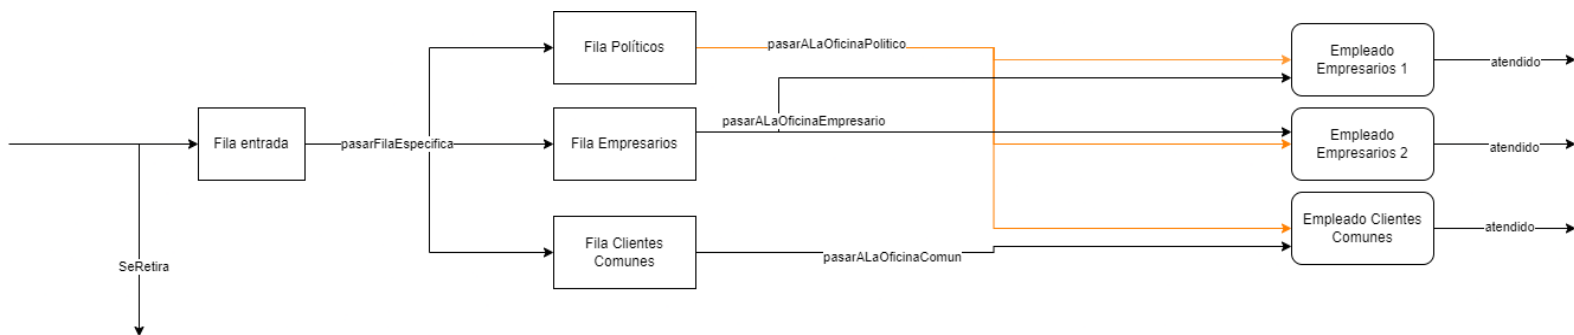 Fila entrada
SeRetira
pasarFilaEspecifica
Fila Políticos
Fila Empresarios
Fila Clientes
Comunes
pasarALaOficinaPolitico
pasarALaOficinaEmpresario
pasarALaOficinaComun
Empleado
Empresarios 1
Empleado
Empresarios 2
Empleado Clientes
Comunes
atendido
atendido
atendido